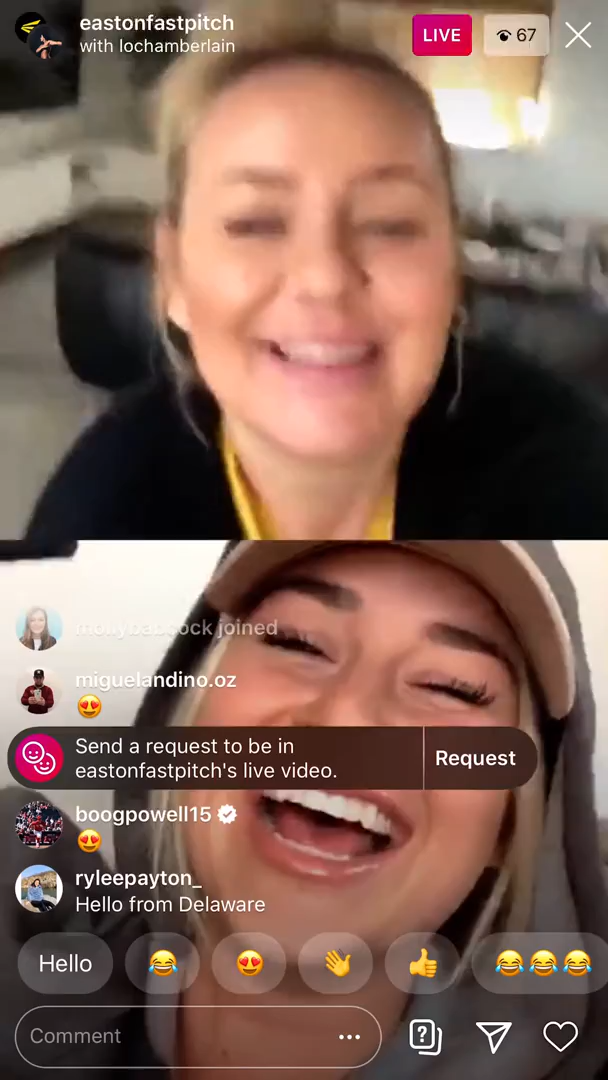 eastonfastpitch
with lochamberlain
LIVE
67
mollybabcock joined
miguelandino.oz
😍
Send a request to be in
eastonfastpitch's live video.
Request
boogpowell15
😍
ryleepayton_
Hello from Delaware
Hello 😂 😍 👋 👍 😂😂😂
Comment